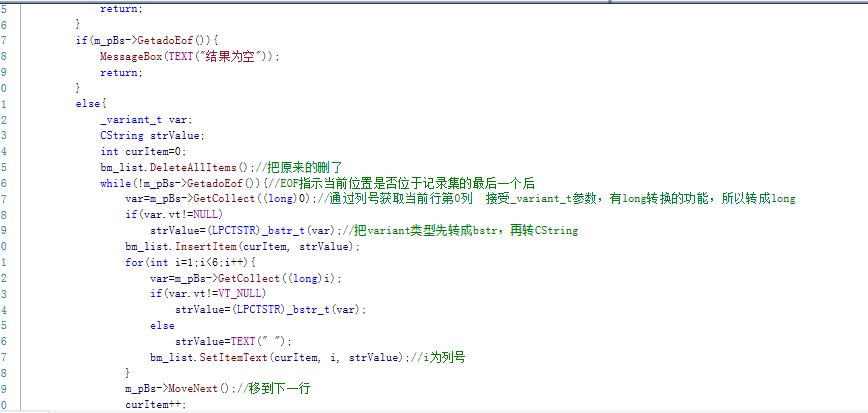 5 return;
6 }
7 if(m_pBs->GetadoEof()){
8 MessageBox(TEXT("结果为空"));
9 return;
0 }
1 else{
2 _variant_t var;
3 CString strValue;
4 int curItem=0;
5 bm_list.DeleteAllItems();//把原来的删了
6 while(!m_pBs->GetadoEof()){//EOF指示当前位置是否位于记录集的最后一个后
7 var=m_pBs->GetCollect((long)0);//通过列号获取当前行第0列 接受_variant_t参数，有long转换的功能，所以转成long
8 if(var.vt!=NULL)
9 strValue=(LPCTSTR)_bstr_t(var);//把variant类型先转成bstr，再转CString
0 bm_list.InsertItem(curItem, strValue);
1 for(int i=1;i<6;i++){
2 var=m_pBs->GetCollect((long)i);
3 if(var.vt!=VT_NULL)
4 strValue=(LPCTSTR)_bstr_t(var);
5 else
6 strValue=TEXT(" ");
7 bm_list.SetItemText(curItem, i, strValue);//i为列号
8 }
9 m_pBs->MoveNext();//移到下一行
0 curItem++;